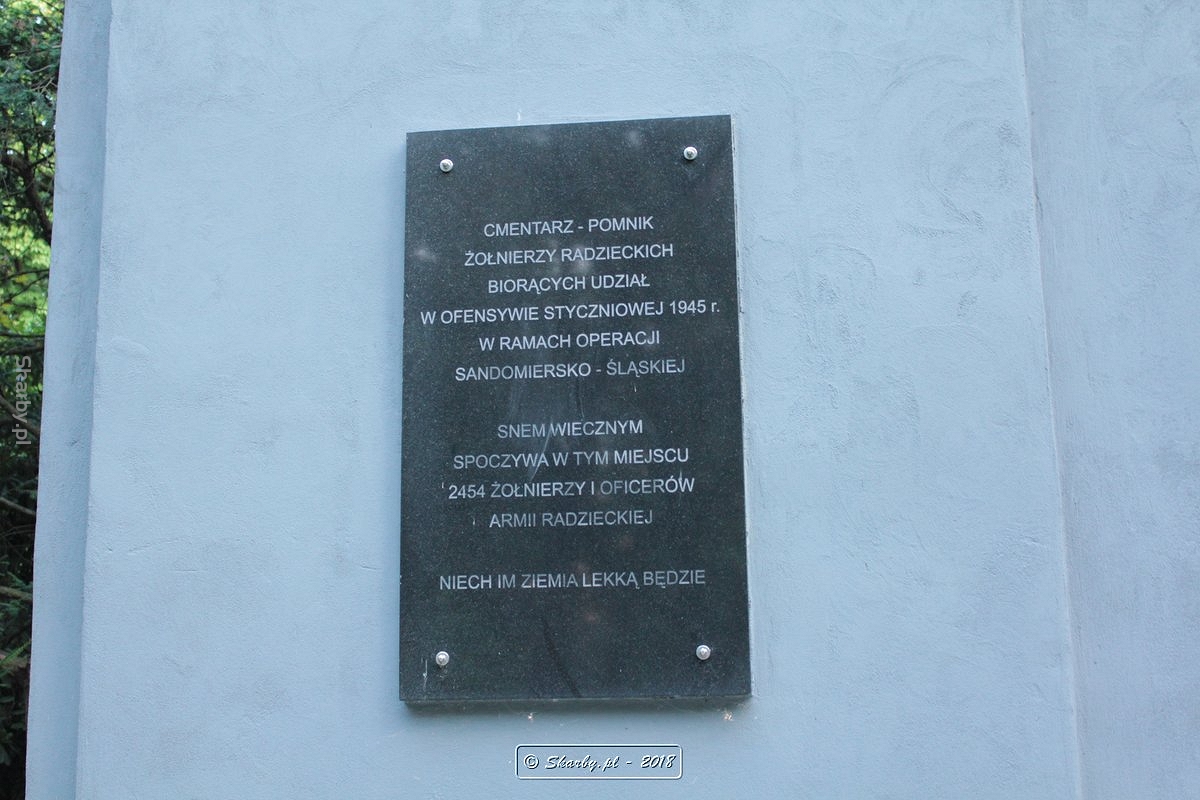 CMENTARZ - POMNIK
ŻOŁNIERZY RADZIECKICH
BIORĄCYCH UDZIAŁ
W OFENSYWIE STYCZNIOWEJ 1945 r.
W RAMACH OPERACJI
SANDOMIERSKO - ŚLĄSKIEJ
SNEM WIECZNYM
SPOCZYWA W TYM MIEJSCU
2454 ŻOŁNIERZY I OFICERÓW
ARMII RADZIECKIEJ
NIECH IM ZIEMIA LEKKĄ BĘDZIE
Skarby.pl
© Skarby.pl - 2018